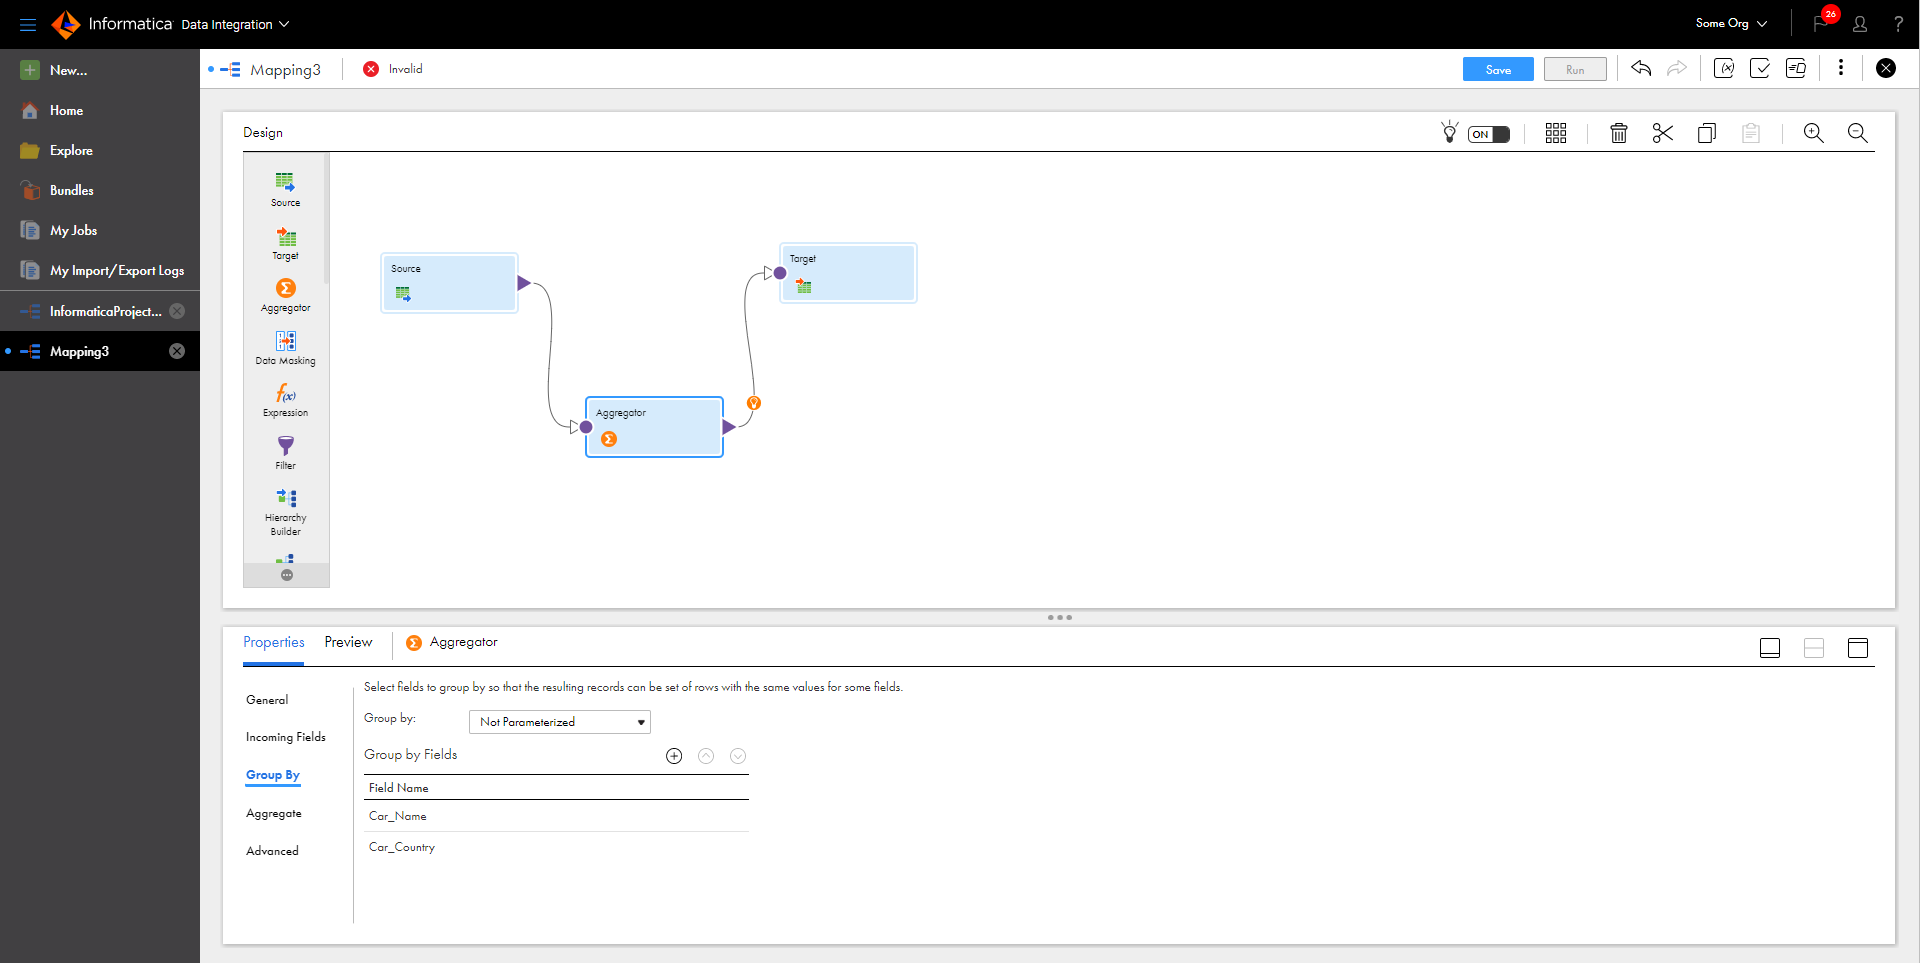 Informatica Data Integration
Some Org
26
?
New...
Home
Explore
Bundles
My Jobs
My Import/Export Logs
InformaticaProject...
Mapping3
Mapping3
Invalid
Save
Run
Design
ON
Source
Target
Aggregator
Data Masking
Expression
Filter
Hierarchy
Builder
Source
Target
Aggregator
Properties
Preview
Aggregator
General
Incoming Fields
Group By
Aggregate
Advanced
Select fields to group by so that the resulting records can be set of rows with the same values for some fields.
Group by:
Not Parameterized
Group by Fields
Field Name
Car_Name
Car_Country